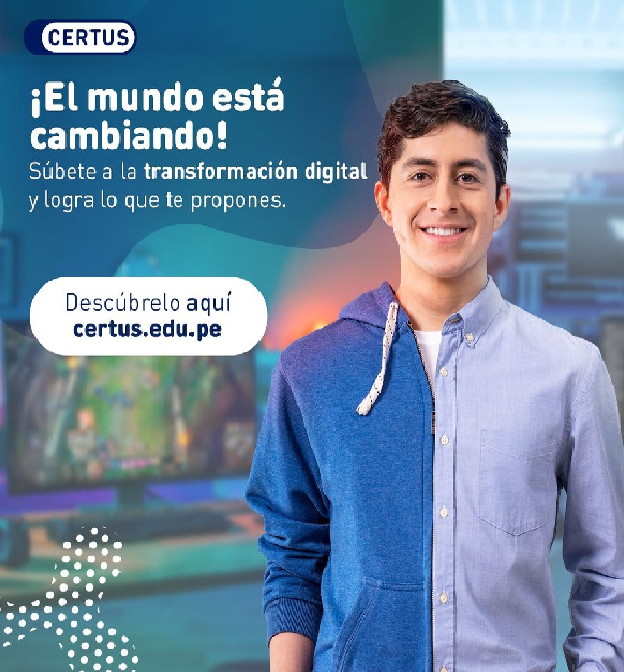 CERTUS
¡El mundo está
cambiando!
Súbete a la transformación digital
y logra lo que te propones.
Descúbrelo aquí
certus.edu.pe